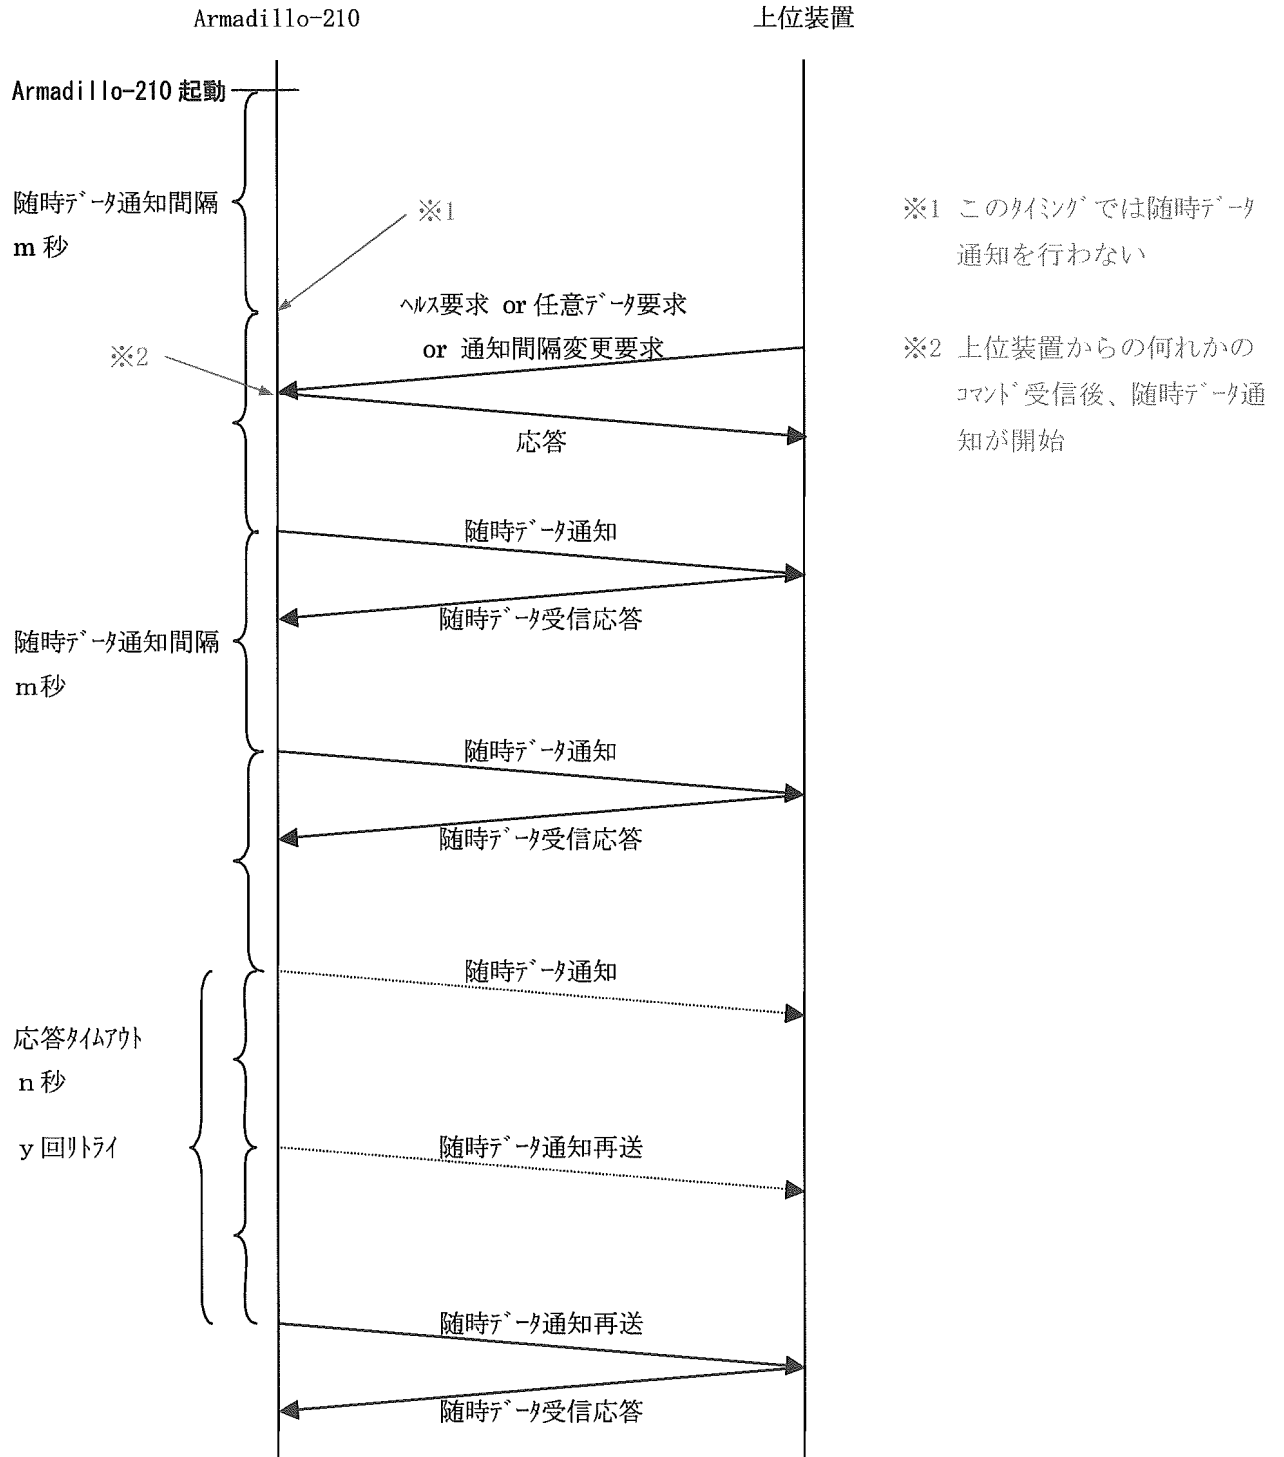 Armadillo-210
上位装置
Armadillo-210 起動
随時ﾃﾞｰﾀ通知間隔
m 秒
※1
※1 このﾀｲﾐﾝｸﾞでは随時ﾃﾞｰﾀ
通知を行わない
ﾍﾙｽ要求 or 任意ﾃﾞｰﾀ要求
or 通知間隔変更要求
※2
※2 上位装置からの何れかの
ｺﾏﾝﾄﾞ受信後、随時ﾃﾞｰﾀ通
知が開始
応答
随時ﾃﾞｰﾀ通知
随時ﾃﾞｰﾀ受信応答
随時ﾃﾞｰﾀ通知間隔
ｍ秒
随時ﾃﾞｰﾀ通知
随時ﾃﾞｰﾀ受信応答
随時ﾃﾞｰﾀ通知
応答ﾀｲﾑｱｳﾄ
ｎ秒
ｙ回ﾘﾄﾗｲ
随時ﾃﾞｰﾀ通知再送
随時ﾃﾞｰﾀ通知再送
随時ﾃﾞｰﾀ受信応答